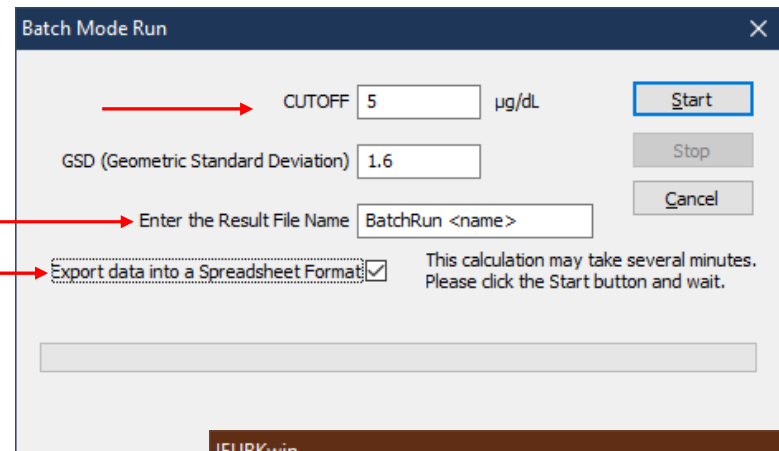 Batch Mode Run
CUTOFF 5 µg/dL Start
GSD (Geometric Standard Deviation) 1.6 Stop
Cancel
Enter the Result File Name BatchRun <name>
Export data into a Spreadsheet Format
This calculation may take several minutes.
Please click the Start button and wait.
IEUBKwin